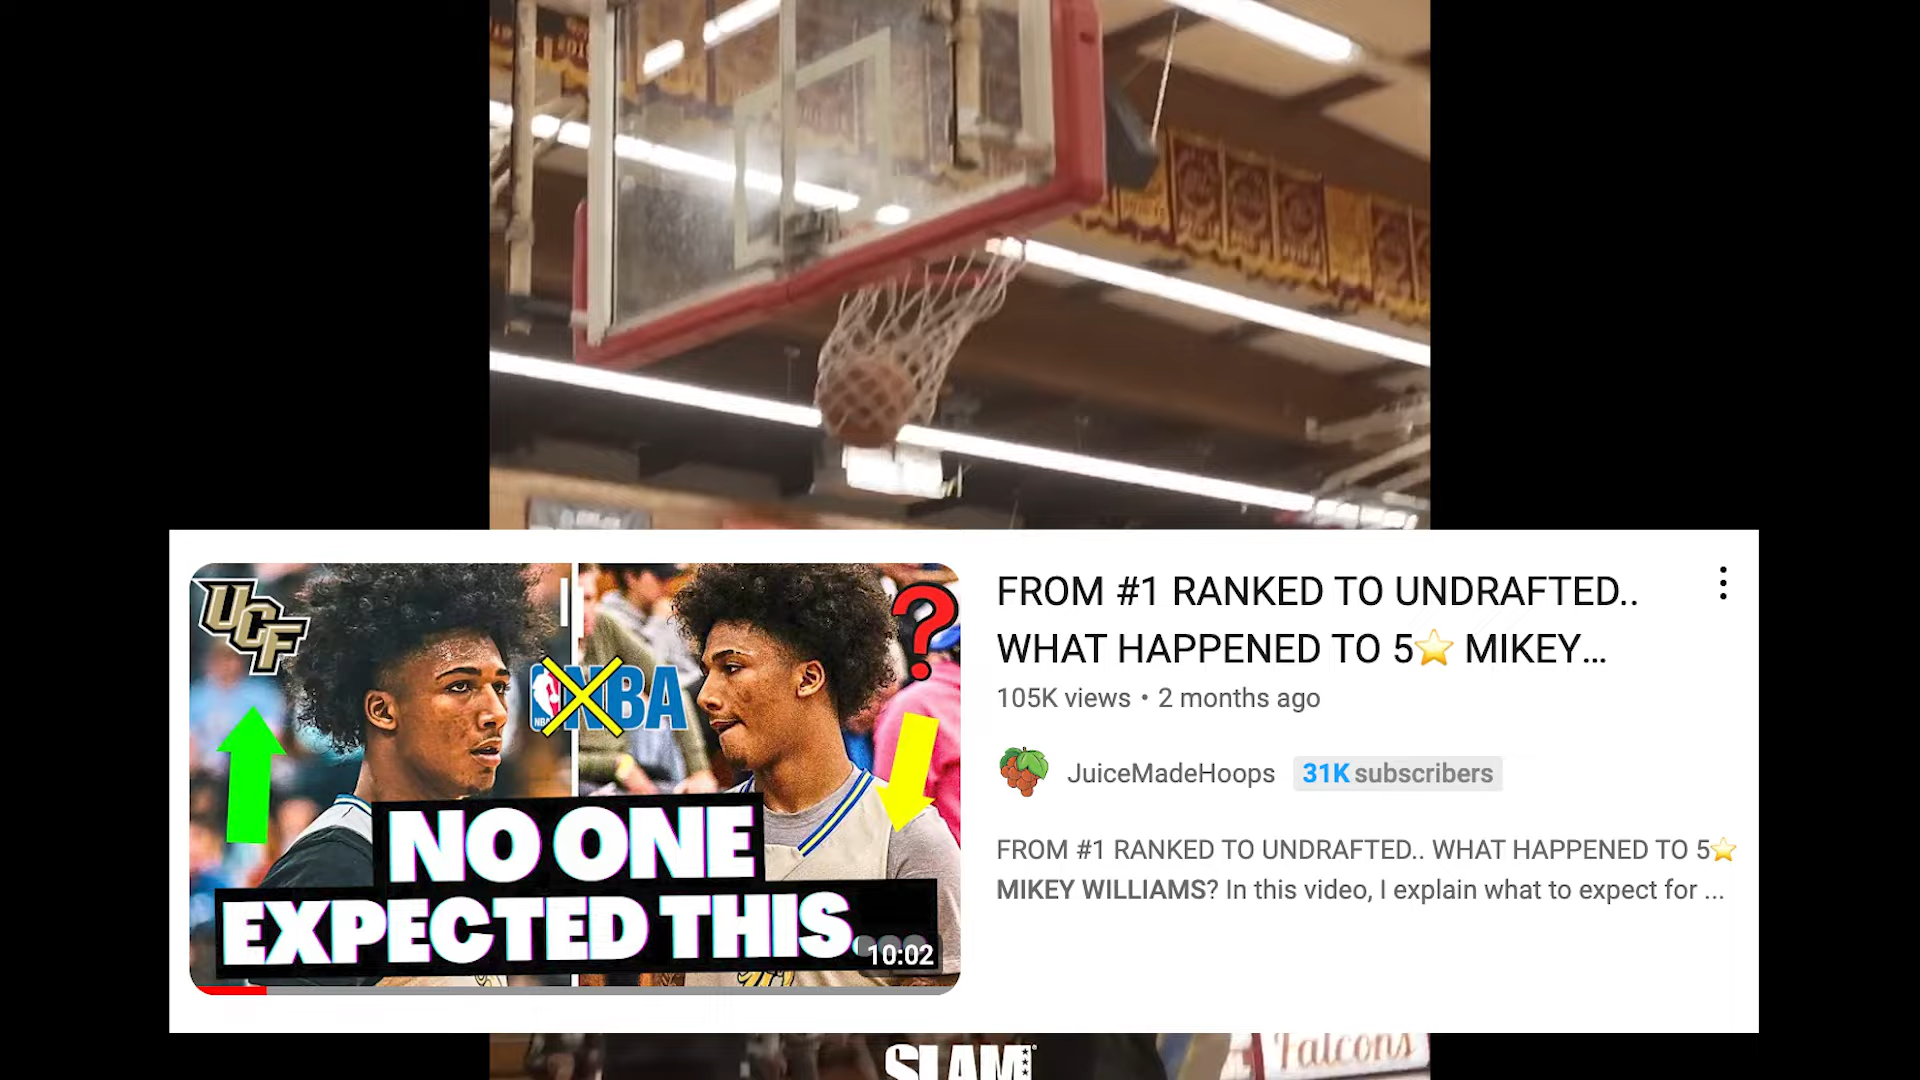 UCF
NBA
NBA
?
NO ONE
EXPECTED THIS.
10:02
FROM #1 RANKED TO UNDRAFTED..
WHAT HAPPENED TO 5⭐ MIKEY...
105K views • 2 months ago
JuiceMadeHoops 31K subscribers
FROM #1 RANKED TO UNDRAFTED.. WHAT HAPPENED TO 5⭐
MIKEY WILLIAMS? In this video, I explain what to expect for ...
SLAM
Falcons